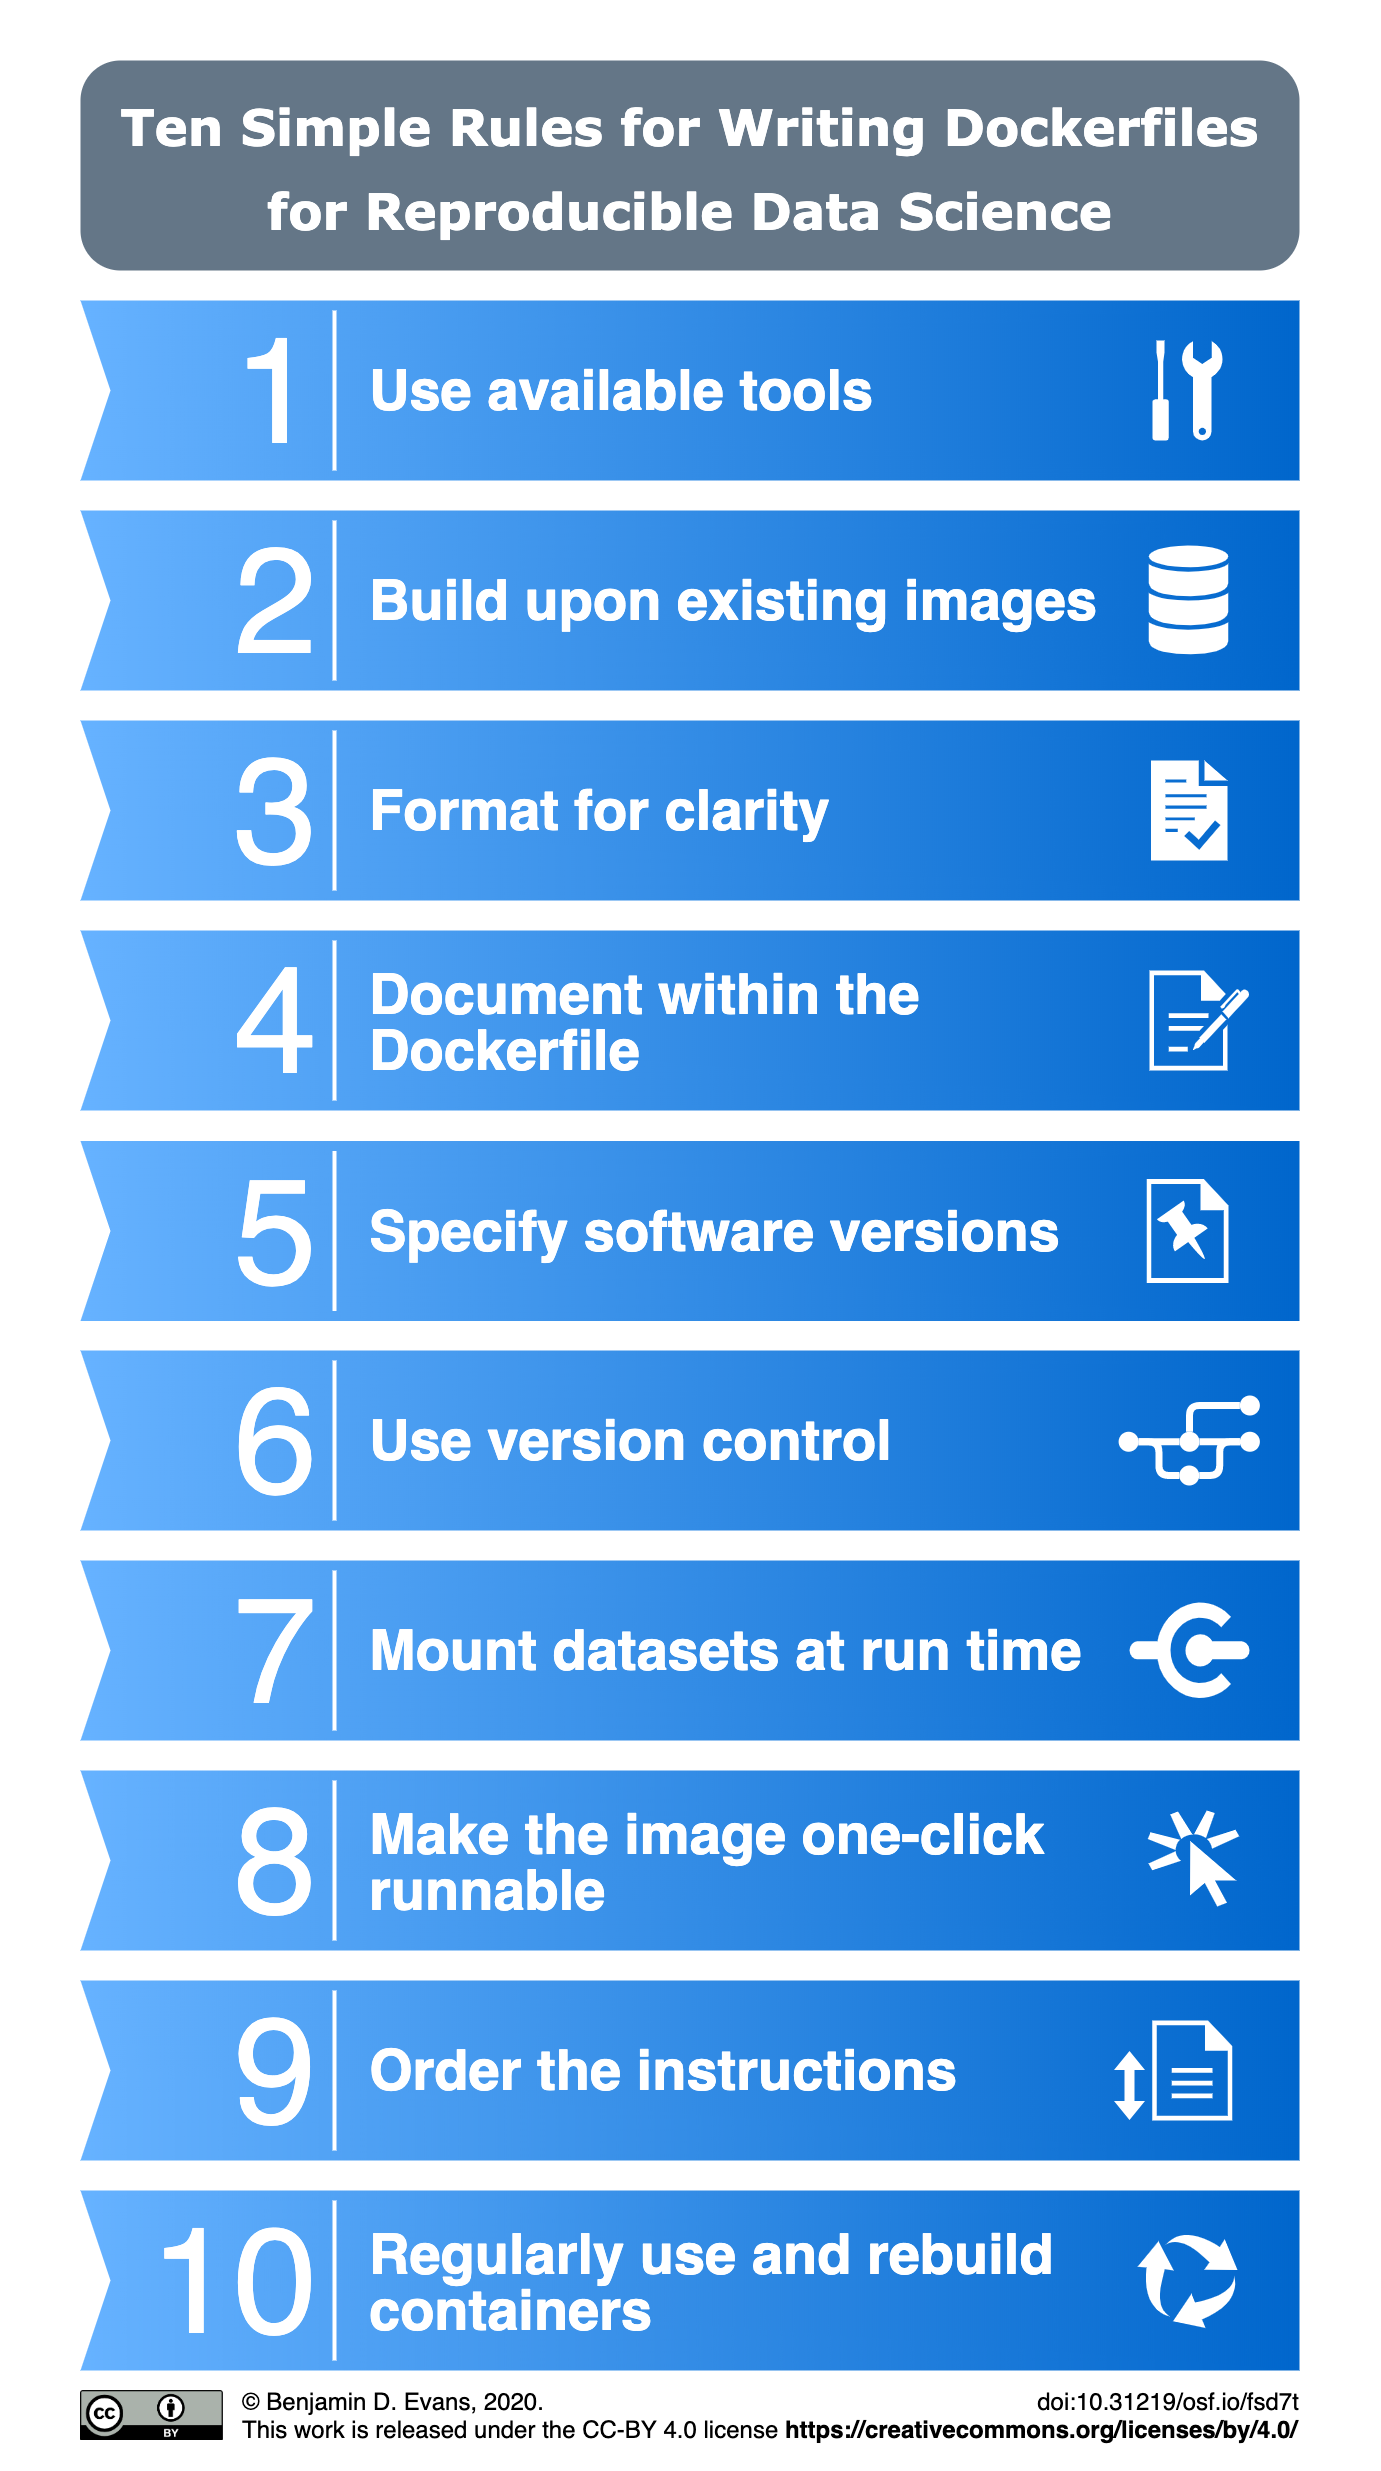 Ten Simple Rules for Writing Dockerfiles
for Reproducible Data Science
1
Use available tools
2
Build upon existing images
3
Format for clarity
4
Document within the
Dockerfile
5
Specify software versions
6
Use version control
7
Mount datasets at run time
8
Make the image one-click
runnable
9
Order the instructions
10
Regularly use and rebuild
containers
cc
BY
© Benjamin D. Evans, 2020.
doi:10.31219/osf.io/fsd7t
This work is released under the CC-BY 4.0 license https://creativecommons.org/licenses/by/4.0/